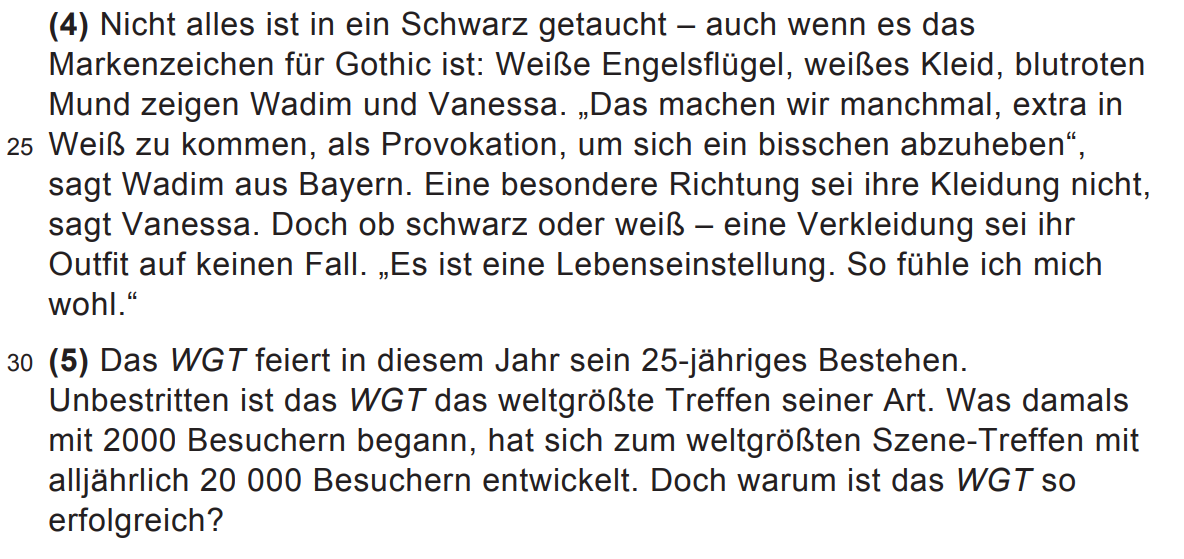 (4) Nicht alles ist in ein Schwarz getaucht – auch wenn es das
Markenzeichen für Gothic ist: Weiße Engelsflügel, weißes Kleid, blutroten
Mund zeigen Wadim und Vanessa. „Das machen wir manchmal, extra in
25 Weiß zu kommen, als Provokation, um sich ein bisschen abzuheben“,
sagt Wadim aus Bayern. Eine besondere Richtung sei ihre Kleidung nicht,
sagt Vanessa. Doch ob schwarz oder weiß – eine Verkleidung sei ihr
Outfit auf keinen Fall. „Es ist eine Lebenseinstellung. So fühle ich mich
wohl.“
30 (5) Das WGT feiert in diesem Jahr sein 25-jähriges Bestehen.
Unbestritten ist das WGT das weltgrößte Treffen seiner Art. Was damals
mit 2000 Besuchern begann, hat sich zum weltgrößten Szene-Treffen mit
alljährlich 20 000 Besuchern entwickelt. Doch warum ist das WGT so
erfolgreich?